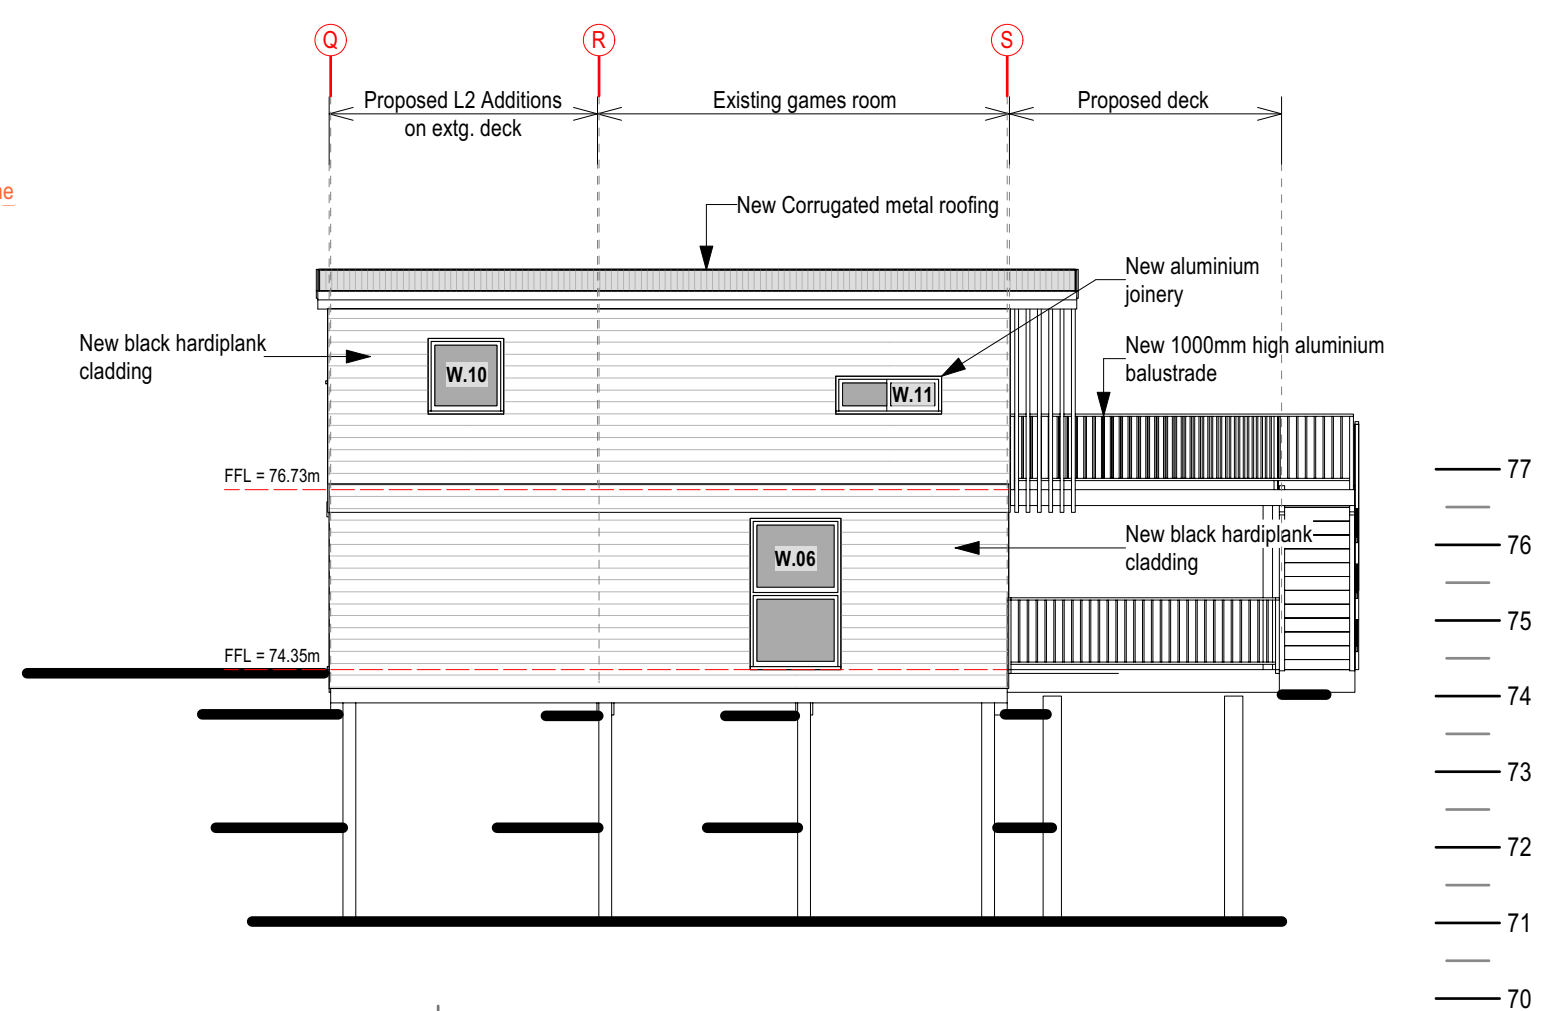 Q
R
S
Proposed L2 Additions
on extg. deck
Existing games room
Proposed deck
New Corrugated metal roofing
New aluminium
joinery
New black hardiplank
cladding
New 1000mm high aluminium
balustrade
W.10
W.11
FFL = 76.73m
77
New black hardiplank
cladding
76
W.06
75
FFL = 74.35m
74
73
72
71
70